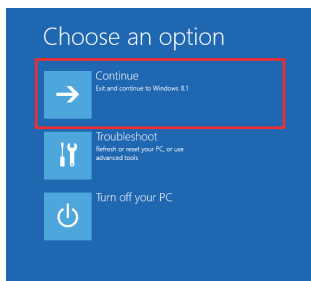 Choose an option
Continue
Exit and continue to Windows 8.1
Troubleshoot
Refresh or reset your PC, or use
advanced tools
Turn off your PC